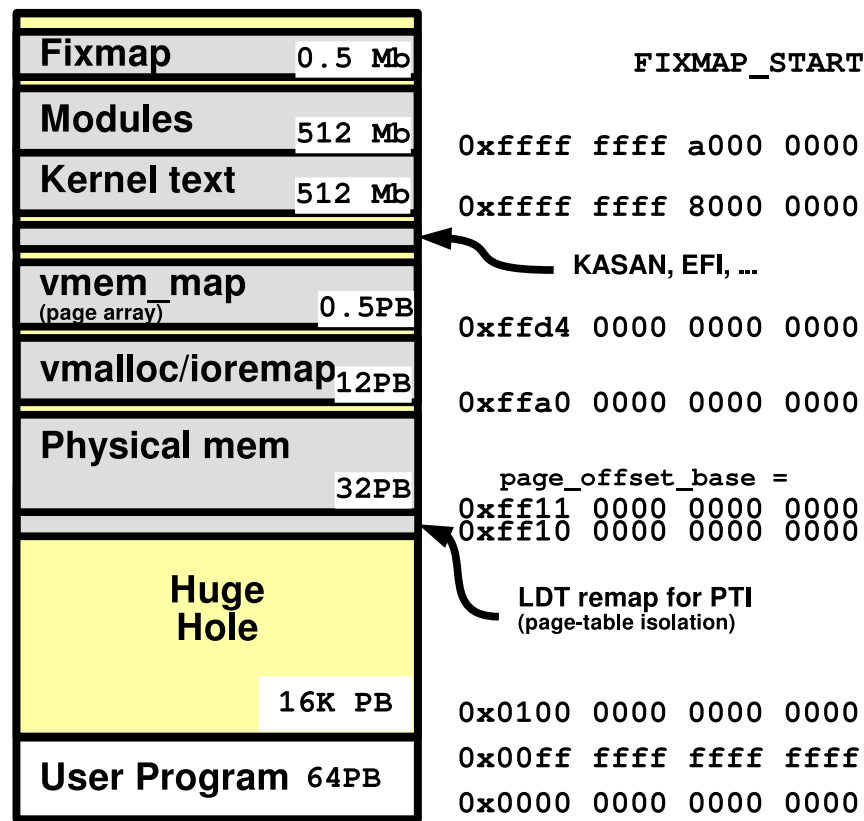 Fixmap 0.5 Mb FIXMAP_START
Modules
512 Mb 0xffff ffff a000 0000
Kernel text
512 Mb 0xffff ffff 8000 0000
KASAN, EFI, ...
vmem_map
(page array) 0.5PB
0xffd4 0000 0000 0000
vmalloc/ioremap 12PB
0xffa0 0000 0000 0000
Physical mem
32PB
page_offset_base =
0xff11 0000 0000 0000
0xff10 0000 0000 0000
Huge
Hole
LDT remap for PTI
(page-table isolation)
16K PB
0x0100 0000 0000 0000
0x00ff ffff ffff ffff
User Program 64PB
0x0000 0000 0000 0000